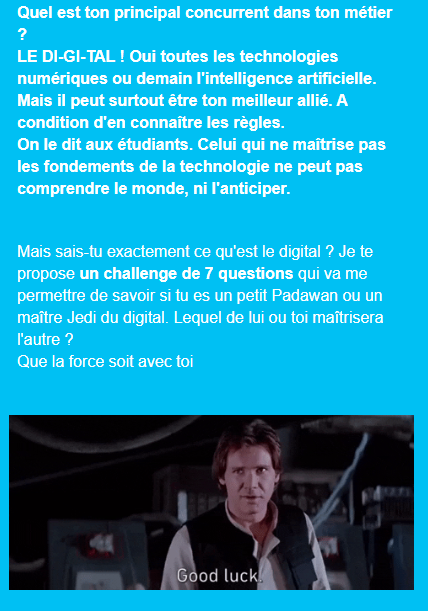 Quel est ton principal concurrent dans ton métier
?
LE DI-GI-TAL ! Oui toutes les technologies
numériques ou demain l'intelligence artificielle.
Mais il peut surtout être ton meilleur allié. A
condition d'en connaître les règles.
On le dit aux étudiants. Celui qui ne maîtrise pas
les fondements de la technologie ne peut pas
comprendre le monde, ni l'anticiper.
Mais sais-tu exactement ce qu'est le digital ? Je te
propose un challenge de 7 questions qui va me
permettre de savoir si tu es un petit Padawan ou un
maître Jedi du digital. Lequel de lui ou toi maîtrisera
l'autre ?
Que la force soit avec toi
Good luck.